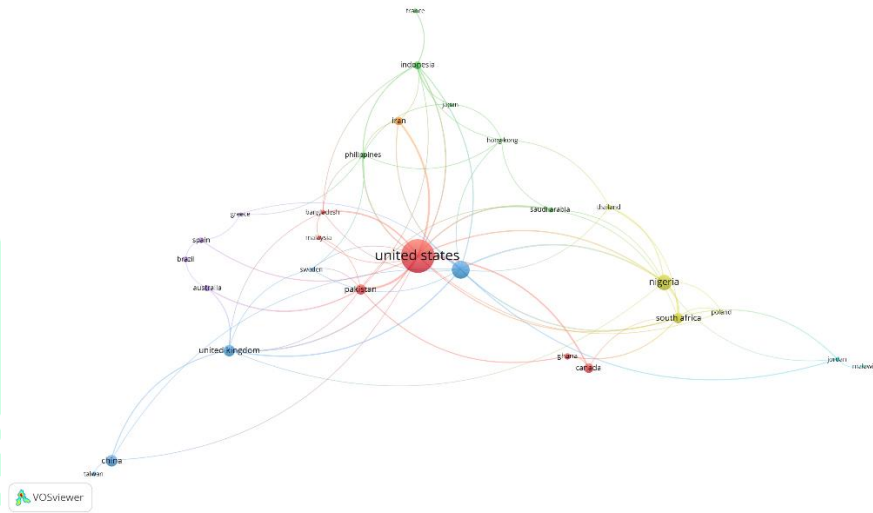 france
indonesia
japan
iran
hong kong
philippines
saudi arabia
thailand
bangladesh
greece
malaysia
spain
united states
brazil
sweden
nigeria
australia
pakistan
poland
south africa
united kingdom
ghana
jordan
canada
malawi
china
taiwan
VOSviewer